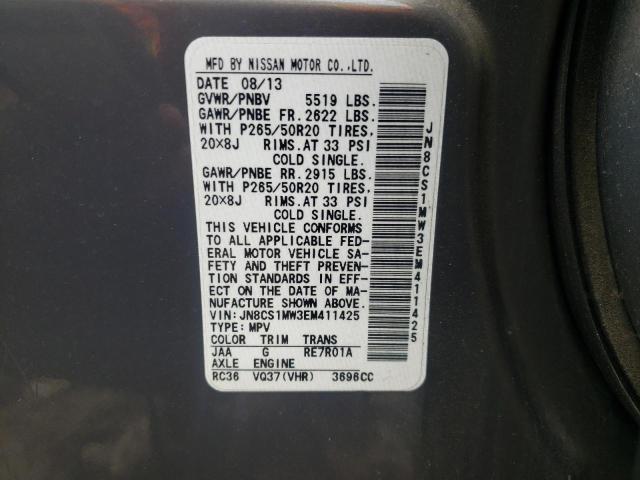 MFD BY NISSAN MOTOR CO.,LTD.
DATE 08/13
GVWR/PNBV 5519 LBS.
GAWR/PNBE FR. 2622 LBS.
WITH P265/50R20 TIRES,
20X8J RIMS.AT 33 PSI
COLD SINGLE.
GAWR/PNBE RR. 2915 LBS.
WITH P265/50R20 TIRES,
20X8J RIMS.AT 33 PSI
COLD SINGLE.
THIS VEHICLE CONFORMS
TO ALL APPLICABLE FED-
ERAL MOTOR VEHICLE SA-
FETY AND THEFT PREVEN-
TION STANDARDS IN EFF-
ECT ON THE DATE OF MA-
NUFACTURE SHOWN ABOVE.
VIN: JN8CS1MW3EM411425
TYPE: MPV
COLOR TRIM TRANS
JAA G RE7R01A
AXLE ENGINE
RC36 VQ37(VHR) 3696CC
JN8CS1MW3EM411425